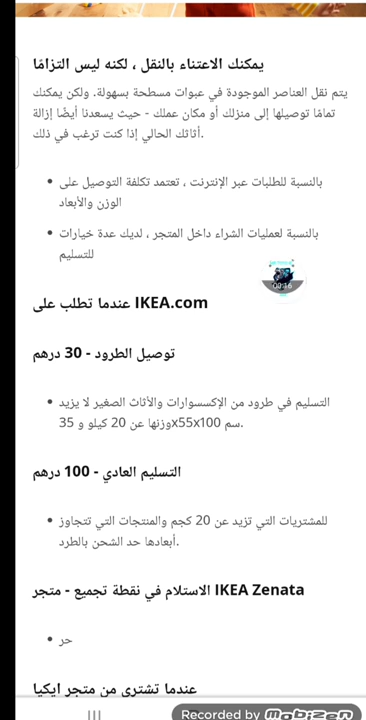 يمكنك الاعتناء بالنقل ، لكنه ليس التزامًا
يتم نقل العناصر الموجودة في عبوات مسطحة بسهولة. ولكن يمكنك
تمامًا توصيلها إلى منزلك أو مكان عملك - حيث يسعدنا أيضًا إزالة
أثاثك الحالي إذا كنت ترغب في ذلك.
• بالنسبة للطلبات عبر الإنترنت ، تعتمد تكلفة التوصيل على
الوزن والأبعاد
• بالنسبة لعمليات الشراء داخل المتجر ، لديك عدة خيارات
للتسليم
00:16
عندما تطلب على IKEA.com
توصيل الطرود - 30 درهم
• التسليم في طرود من الإكسسوارات والأثاث الصغير لا يزيد
وزنها عن 20 كيلو و 35x55x100 سم.
التسليم العادي - 100 درهم
• للمشتريات التي تزيد عن 20 كجم والمنتجات التي تتجاوز
أبعادها حد الشحن بالطرد.
الاستلام في نقطة تجميع - متجر IKEA Zenata
• حر
عندما تشتري من متجر ايكيا
Recorded by mobizen